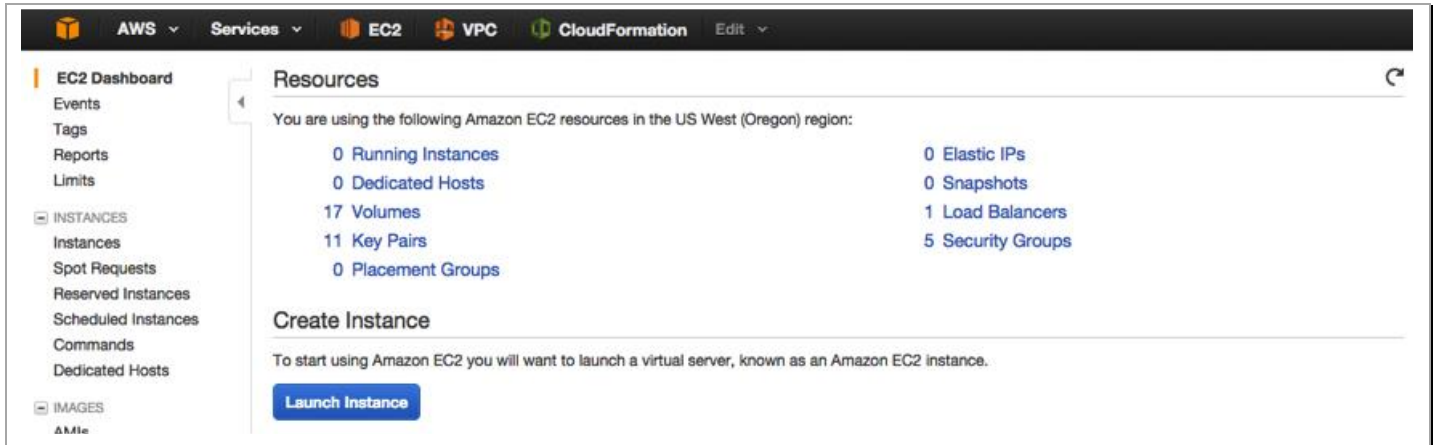 AWS Services EC2 VPC CloudFormation Edit
EC2 Dashboard
Events
Tags
Reports
Limits
INSTANCES
Instances
Spot Requests
Reserved Instances
Scheduled Instances
Commands
Dedicated Hosts
IMAGES
AMIs
Resources
You are using the following Amazon EC2 resources in the US West (Oregon) region:
0 Running Instances
0 Dedicated Hosts
17 Volumes
11 Key Pairs
0 Placement Groups
0 Elastic IPs
0 Snapshots
1 Load Balancers
5 Security Groups
Create Instance
To start using Amazon EC2 you will want to launch a virtual server, known as an Amazon EC2 instance.
Launch Instance